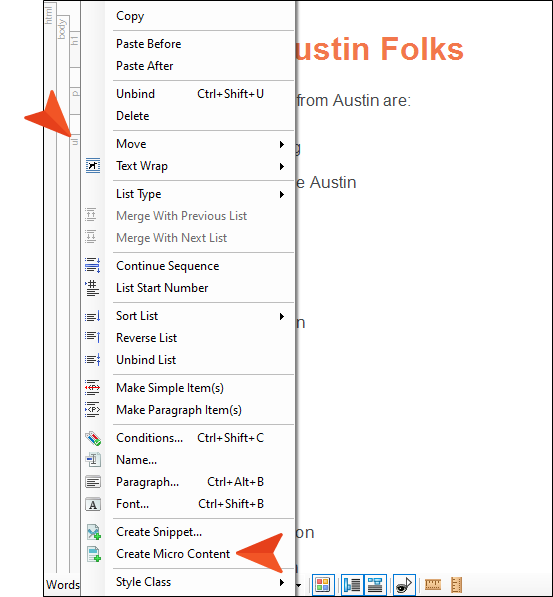 html
body
h1
p
ul
Copy
Paste Before
Paste After
Unbind Ctrl+Shift+U
Delete
Move
Text Wrap
List Type
Merge With Previous List
Merge With Next List
Continue Sequence
List Start Number
Sort List
Reverse List
Unbind List
Make Simple Item(s)
Make Paragraph Item(s)
Conditions... Ctrl+Shift+C
Name...
Paragraph... Ctrl+Alt+B
Font... Ctrl+Shift+B
Create Snippet...
Create Micro Content
Style Class
ustin Folks
from Austin are:
g
e Austin
n
on
Words